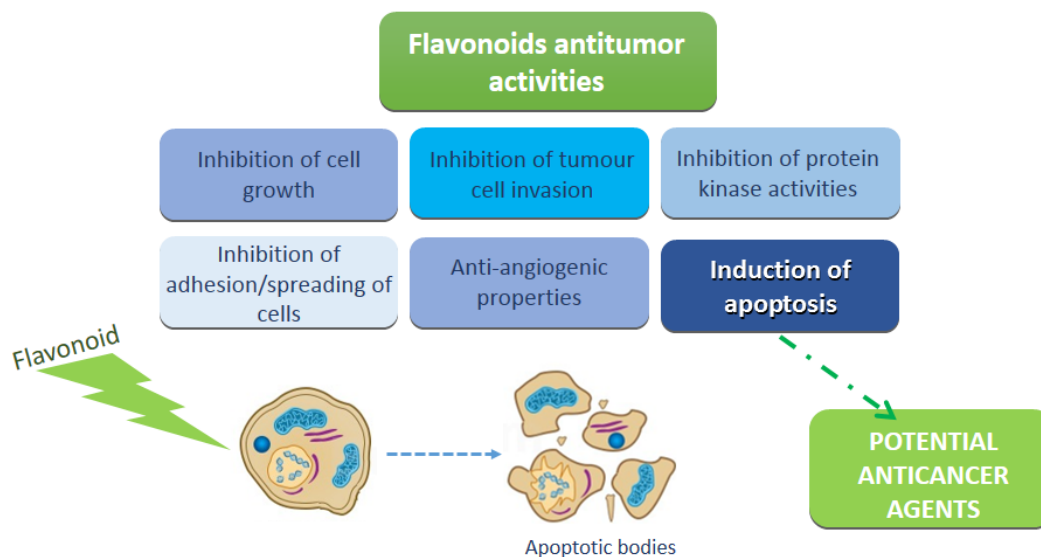 Flavonoids antitumor
activities
Inhibition of cell
growth
Inhibition of tumour
cell invasion
Inhibition of protein
kinase activities
Inhibition of
adhesion/spreading of
cells
Anti-angiogenic
properties
Induction of
apoptosis
Flavonoid
POTENTIAL
ANTICANCER
AGENTS
Apoptotic bodies